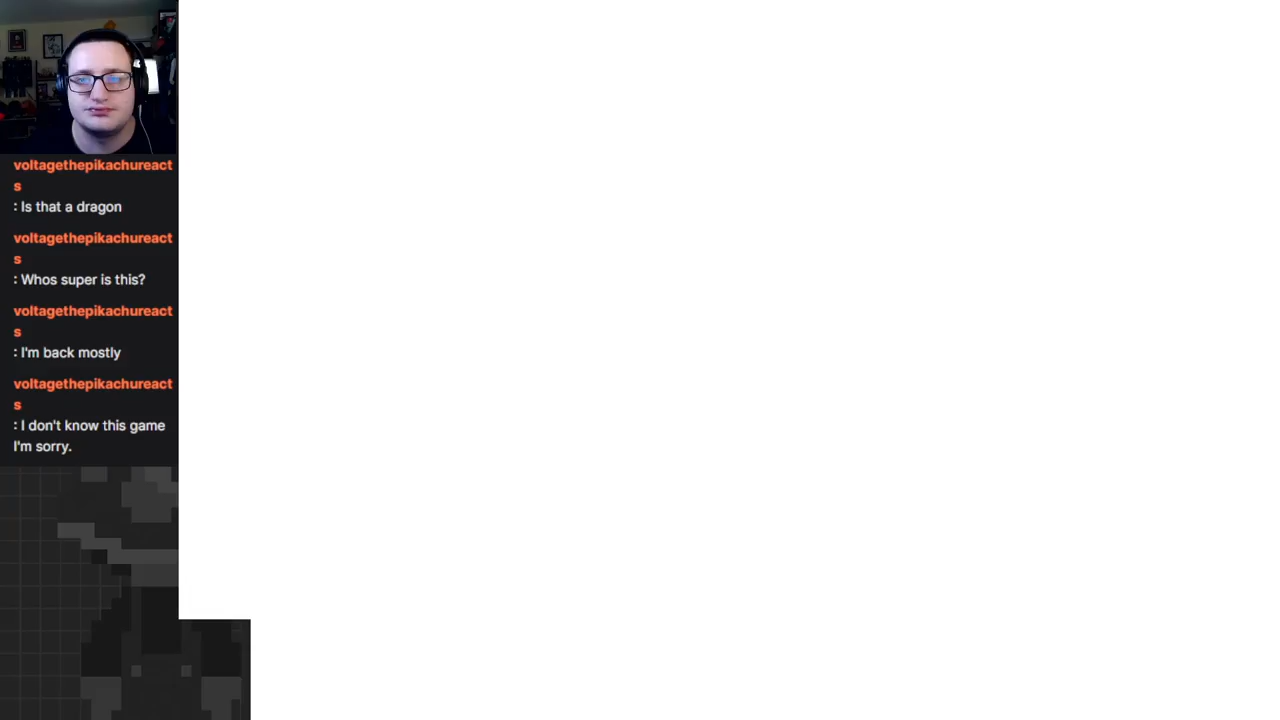 voltagethepikachureact
s
: Is that a dragon
voltagethepikachureact
s
: Whos super is this?
voltagethepikachureact
s
: I'm back mostly
voltagethepikachureact
s
: I don't know this game
I'm sorry.